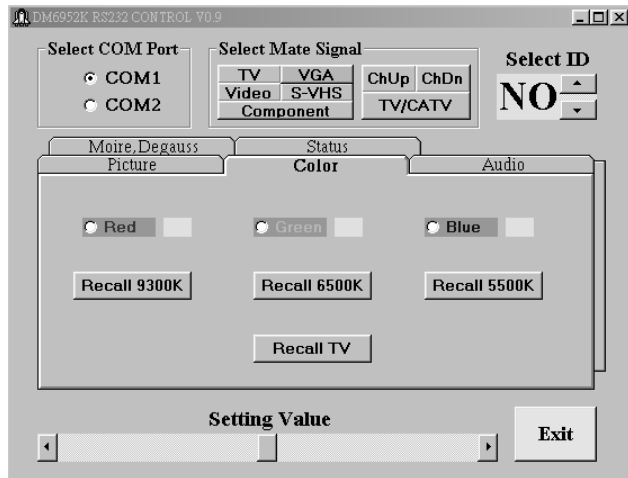 DM6952K RS232 CONTROL V0.9
Select COM Port
COM1
COM2
Select Mate Signal
TV VGA
Video S-VHS
Component
ChUp ChDn
TV/CATV
Select ID
NO
Moire,Degauss Status
Picture Color Audio
Red Green Blue
Recall 9300K Recall 6500K Recall 5500K
Recall TV
Setting Value
Exit